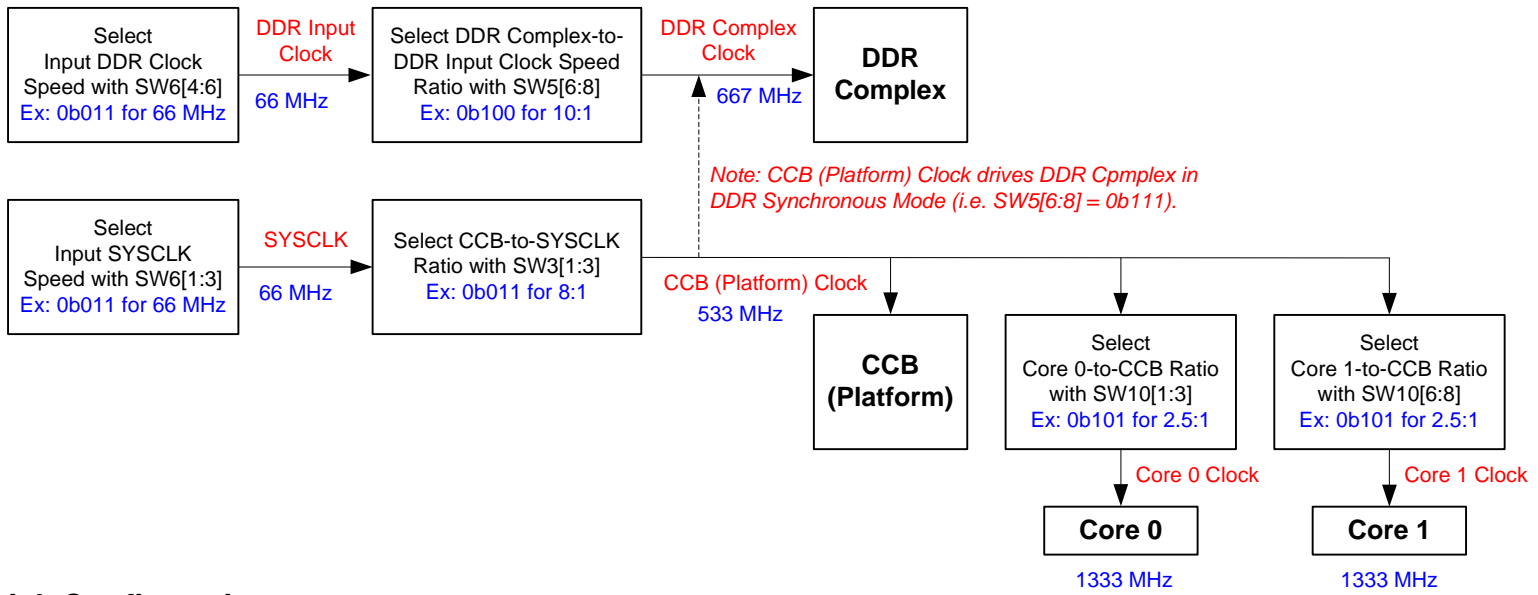 Select
Input DDR Clock
Speed with SW6[4:6]
Ex: 0b011 for 66 MHz
DDR Input
Clock
66 MHz
Select DDR Complex-to-
DDR Input Clock Speed
Ratio with SW5[6:8]
Ex: 0b100 for 10:1
DDR Complex
Clock
667 MHz
DDR
Complex
Note: CCB (Platform) Clock drives DDR Cpmplex in
DDR Synchronous Mode (i.e. SW5[6:8] = 0b111).
Select
Input SYSCLK
Speed with SW6[1:3]
Ex: 0b011 for 66 MHz
SYSCLK
66 MHz
Select CCB-to-SYSCLK
Ratio with SW3[1:3]
Ex: 0b011 for 8:1
CCB (Platform) Clock
533 MHz
CCB
(Platform)
Select
Core 0-to-CCB Ratio
with SW10[1:3]
Ex: 0b101 for 2.5:1
Select
Core 1-to-CCB Ratio
with SW10[6:8]
Ex: 0b101 for 2.5:1
Core 0 Clock
Core 1 Clock
Core 0
Core 1
1333 MHz
1333 MHz